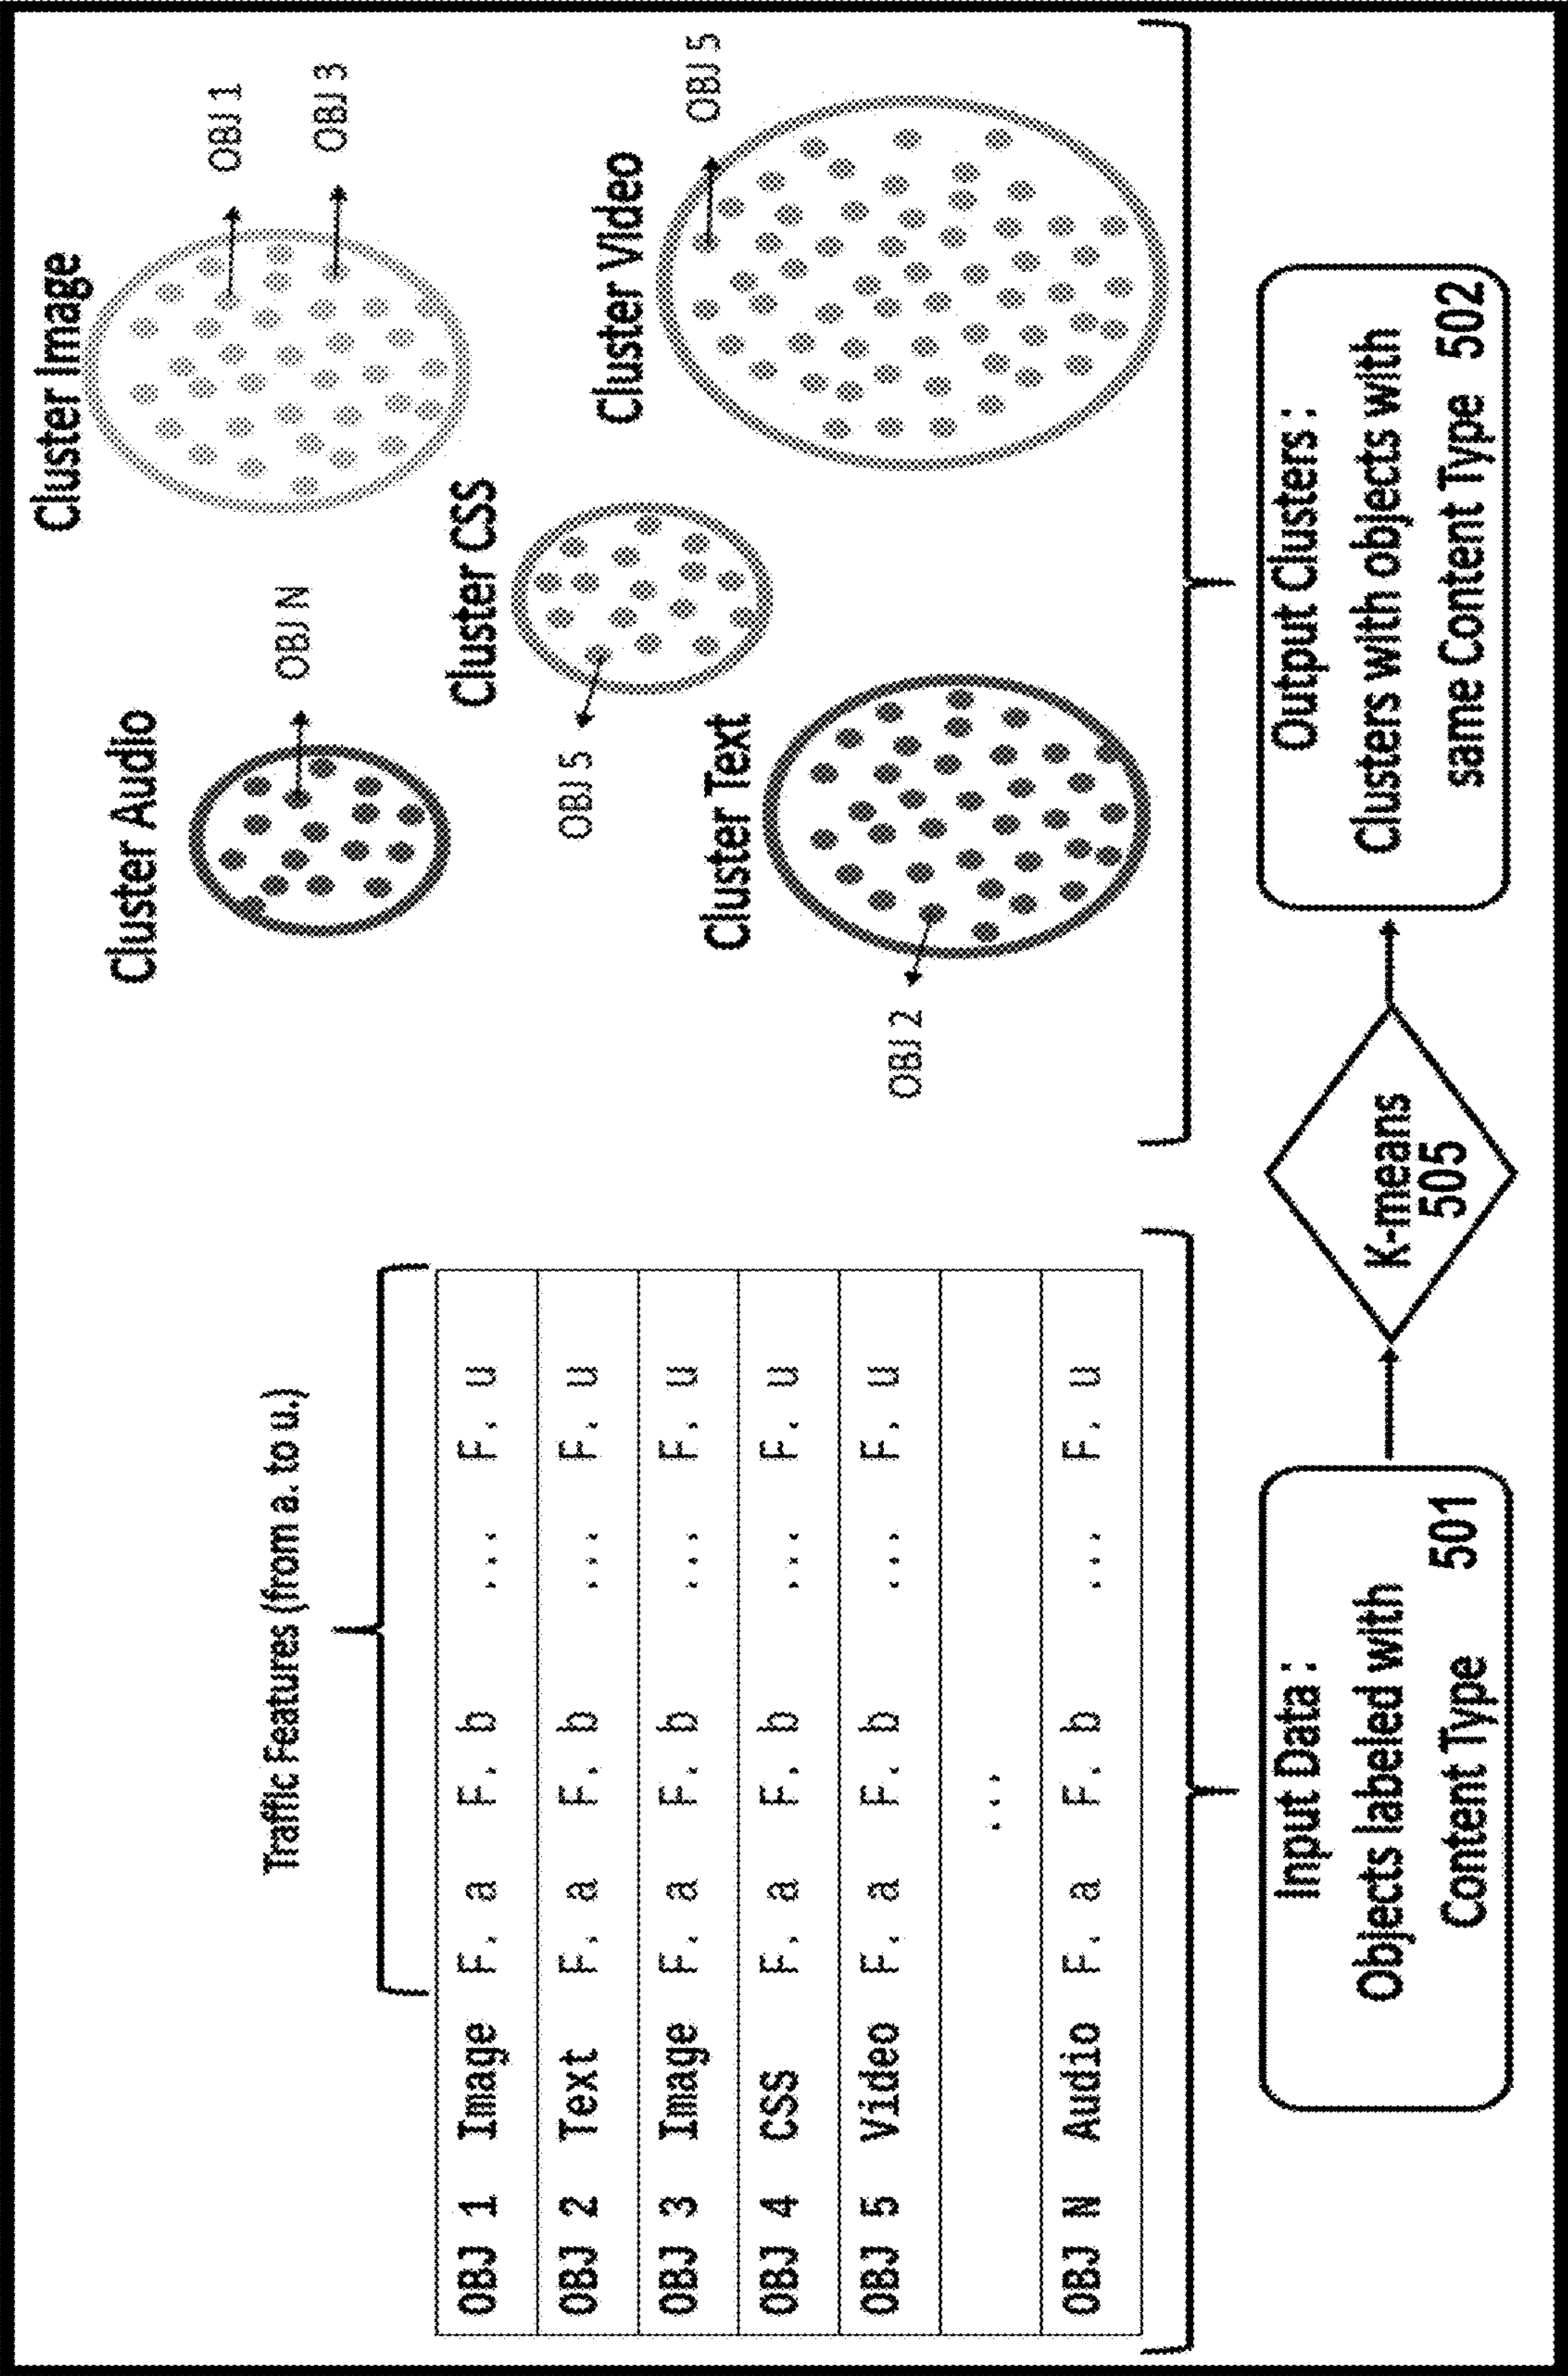 Traffic Features (from a. to u.)
OBJ 1 Image F. a F. b ... F. u
OBJ 2 Text F. a F. b ... F. u
OBJ 3 Image F. a F. b ... F. u
OBJ 4 CSS F. a F. b ... F. u
OBJ 5 Video F. a F. b ... F. u
...
OBJ N Audio F. a F. b ... F. u
Cluster Image
OBJ 1
OBJ 3
Cluster Audio
OBJ N
Cluster CSS
OBJ 5
Cluster Video
OBJ 5
Cluster Text
OBJ 2
Input Data :
Objects labeled with
Content Type 501
K-means
505
Output Clusters :
Clusters with objects with
same Content Type 502